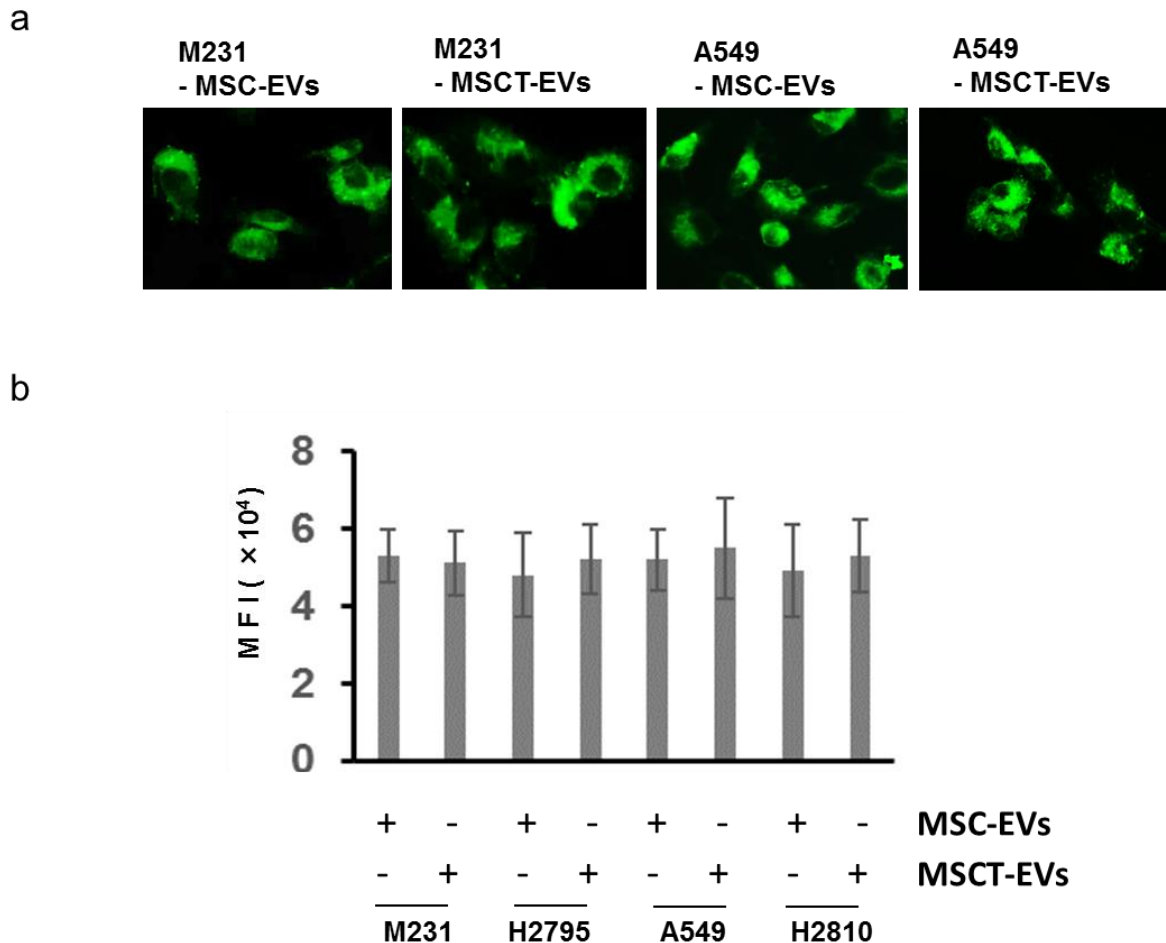 a
M231
- MSC-EVs
M231
- MSCT-EVs
A549
- MSC-EVs
A549
- MSCT-EVs
b
MFI( ×10⁴)
8
6
4
2
0
+ - + - + - + - MSC-EVs
- + - + - + - + MSCT-EVs
M231 H2795 A549 H2810